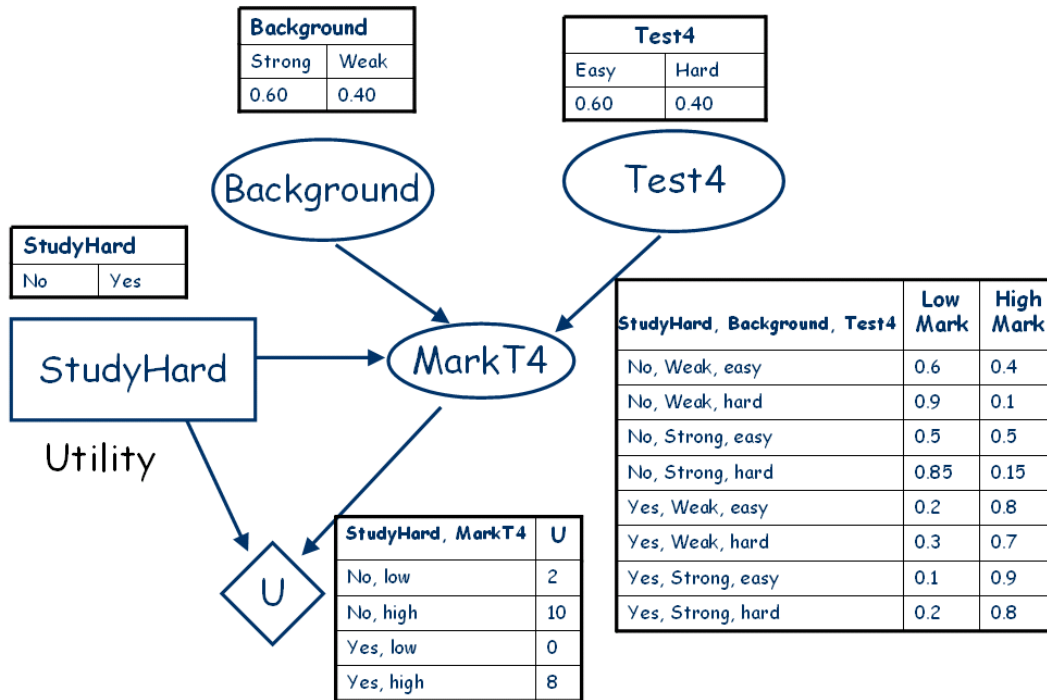 Background
Strong Weak
0.60 0.40
Test4
Easy Hard
0.60 0.40
Background
Test4
StudyHard
No Yes
StudyHard
MarkT4
Utility
U
StudyHard, Background, Test4 Low Mark High Mark
No, Weak, easy 0.6 0.4
No, Weak, hard 0.9 0.1
No, Strong, easy 0.5 0.5
No, Strong, hard 0.85 0.15
Yes, Weak, easy 0.2 0.8
Yes, Weak, hard 0.3 0.7
Yes, Strong, easy 0.1 0.9
Yes, Strong, hard 0.2 0.8
StudyHard, MarkT4 U
No, low 2
No, high 10
Yes, low 0
Yes, high 8